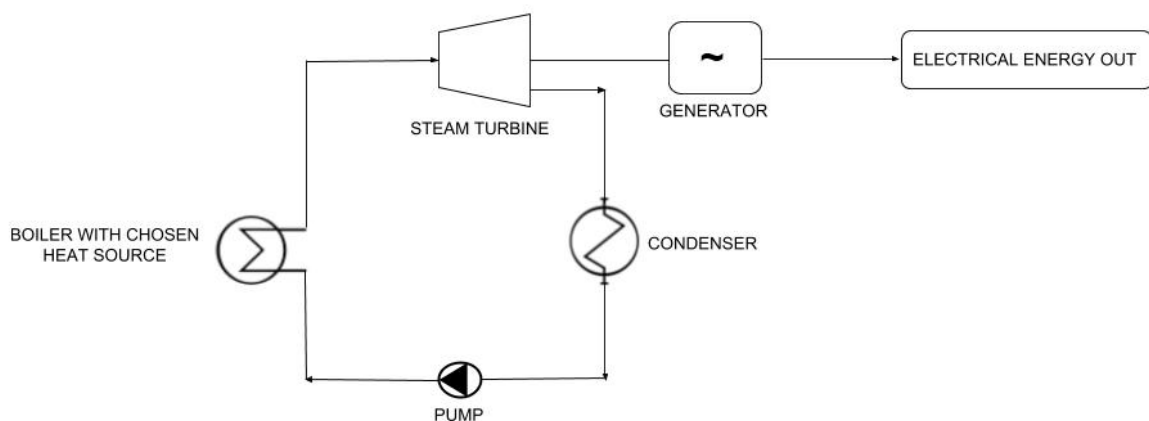 ~
ELECTRICAL ENERGY OUT
GENERATOR
STEAM TURBINE
BOILER WITH CHOSEN
HEAT SOURCE
CONDENSER
PUMP